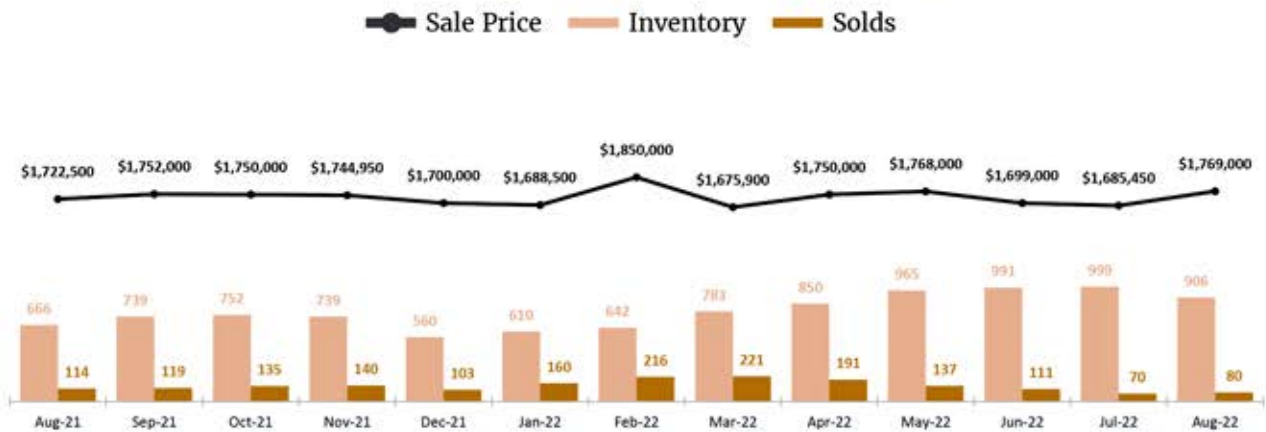 Sale Price Inventory Solds
$1,722,500 $1,752,000 $1,750,000 $1,744,950 $1,700,000 $1,688,500 $1,850,000 $1,675,900 $1,750,000 $1,768,000 $1,699,000 $1,685,450 $1,769,000
666 739 752 739 560 610 642 783 850 965 991 999 906
114 119 135 140 103 160 216 221 191 137 111 70 80
Aug-21 Sep-21 Oct-21 Nov-21 Dec-21 Jan-22 Feb-22 Mar-22 Apr-22 May-22 Jun-22 Jul-22 Aug-22